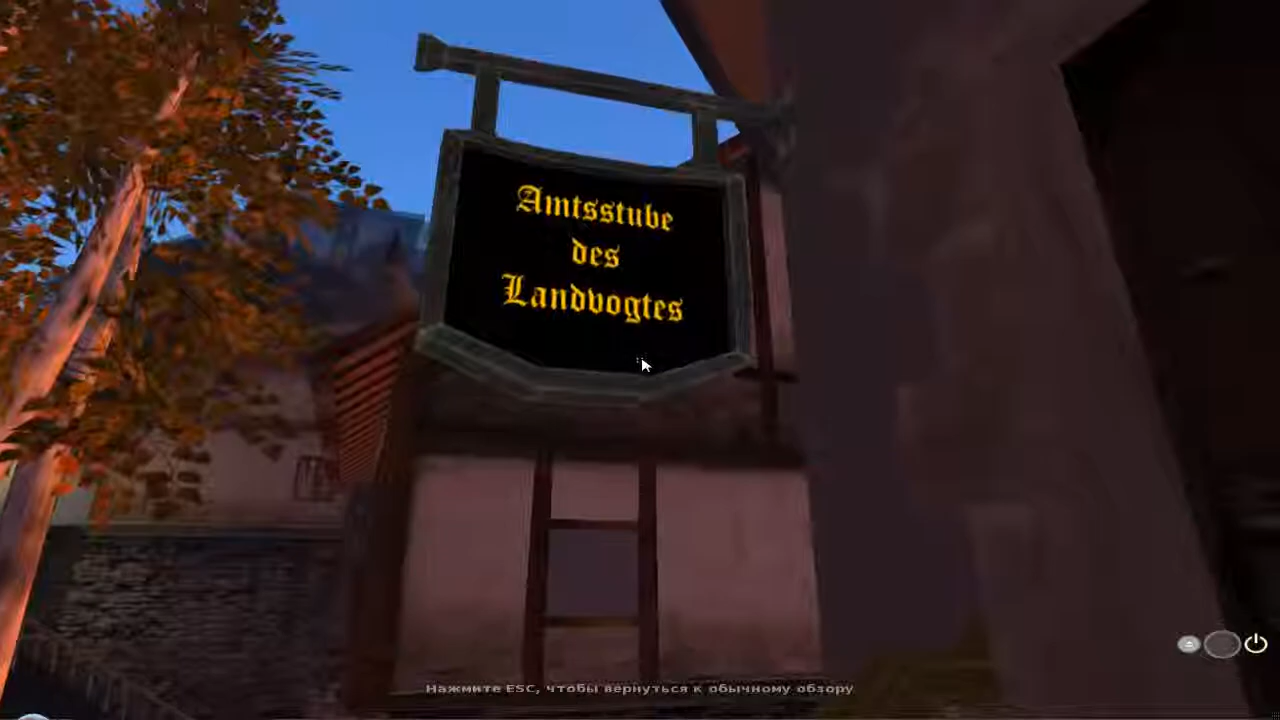 Amtsstube
des
Landvogtes
Нажмите ESC, чтобы вернуться к обычному обзору